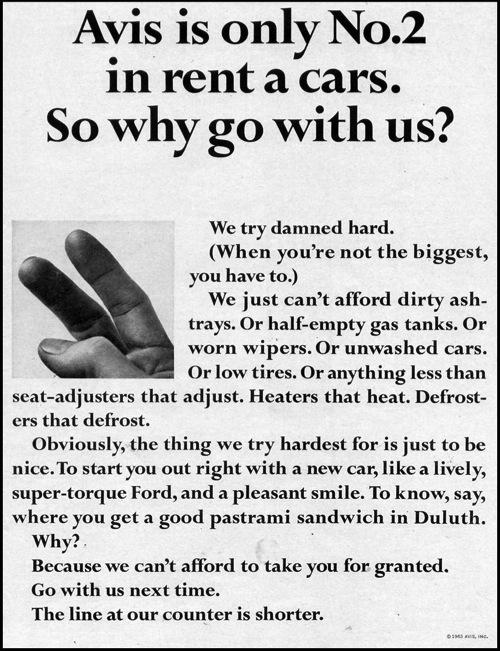 Avis is only No.2
in rent a cars.
So why go with us?
We try damned hard.
(When you're not the biggest,
you have to.)
We just can't afford dirty ash-
trays. Or half-empty gas tanks. Or
worn wipers. Or unwashed cars.
Or low tires. Or anything less than
seat-adjusters that adjust. Heaters that heat. Defrost-
ers that defrost.
Obviously, the thing we try hardest for is just to be
nice. To start you out right with a new car, like a lively,
super-torque Ford, and a pleasant smile. To know, say,
where you get a good pastrami sandwich in Duluth.
Why?
Because we can't afford to take you for granted.
Go with us next time.
The line at our counter is shorter.
© 1963 AVIS, INC.